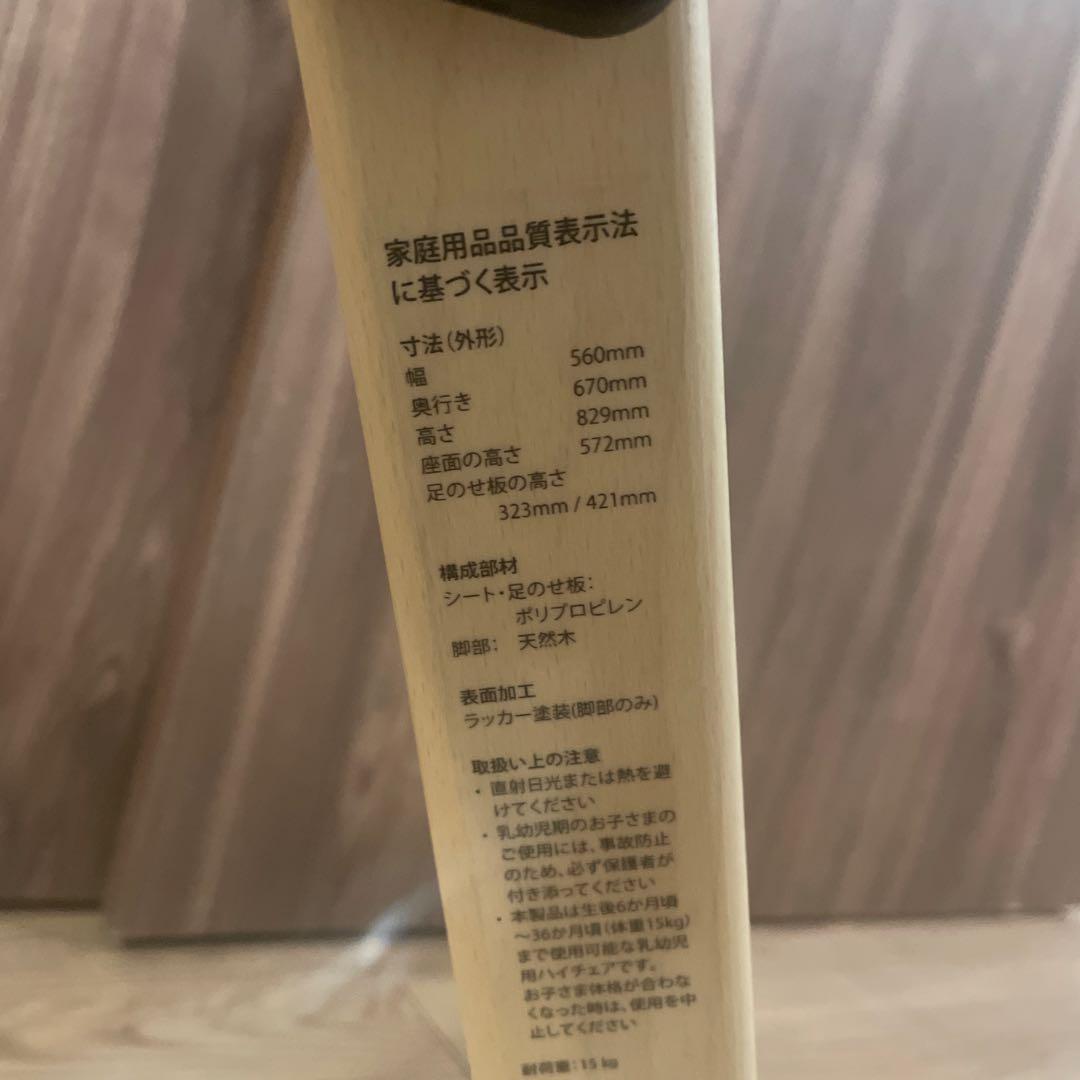 家庭用品品質表示法
に基づく表示
寸法(外形)
幅 560mm
奥行き 670mm
高さ 829mm
座面の高さ 572mm
足のせ板の高さ
323mm / 421mm
構成部材
シート・足のせ板:
ポリプロピレン
脚部: 天然木
表面加工
ラッカー塗装(脚部のみ)
取扱い上の注意
・直射日光または熱を避
けてください
・乳幼児期のお子さまの
ご使用には、事故防止
のため、必ず保護者が
付き添ってください
・本製品は生後6か月頃
～36か月頃(体重15kg)
まで使用可能な乳幼児
用ハイチェアです。
お子さま体格が合わな
くなった時は、使用を中
止してください
耐荷重:15 kg